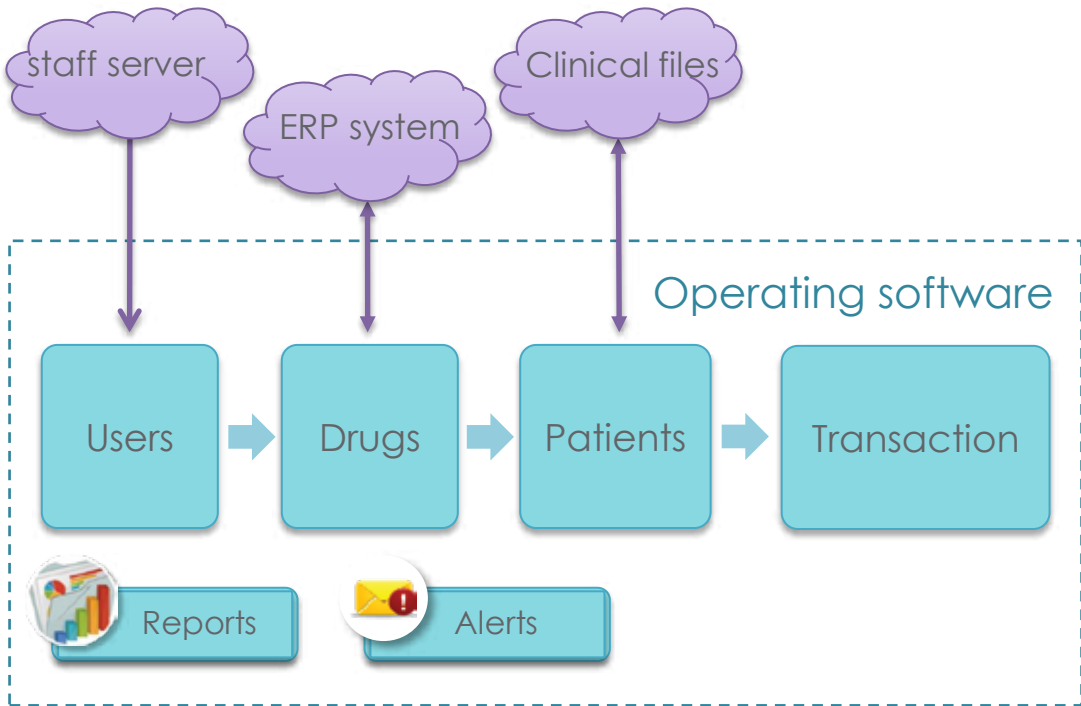 staff server
ERP system
Clinical files
Operating software
Users
Drugs
Patients
Transaction
Reports
Alerts